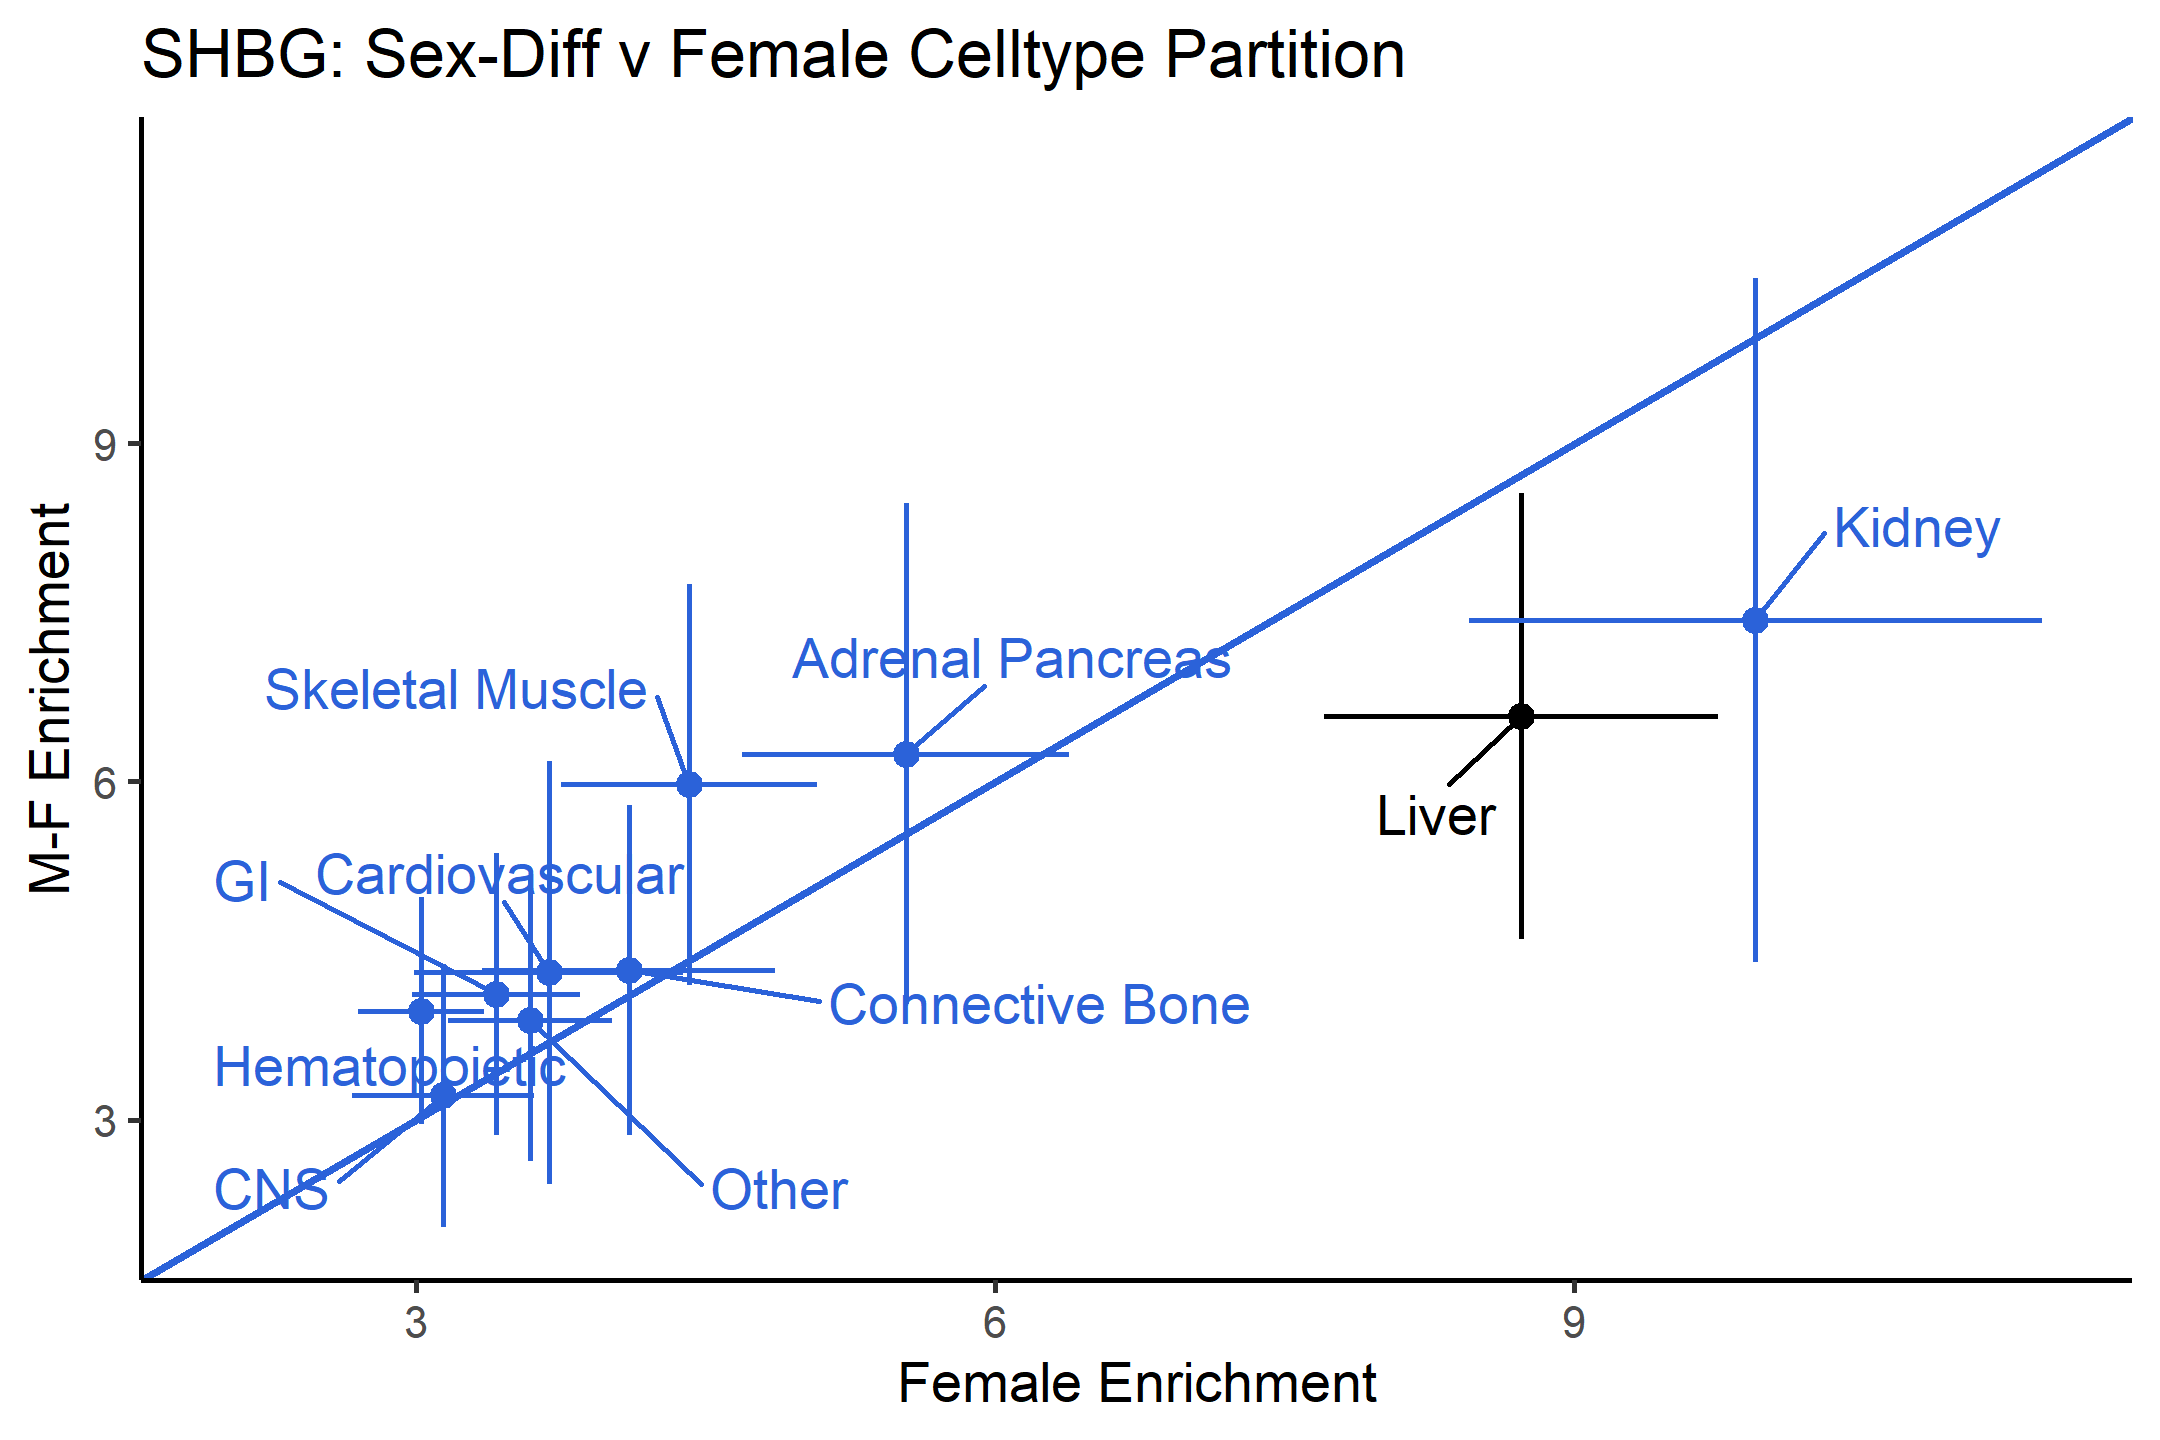 SHBG: Sex-Diff v Female Celltype Partition
M-F Enrichment
9
6
3
Kidney
Adrenal Pancreas
Skeletal Muscle
Liver
GI
Cardiovascular
Connective Bone
Hematopoietic
CNS
Other
3
6
9
Female Enrichment